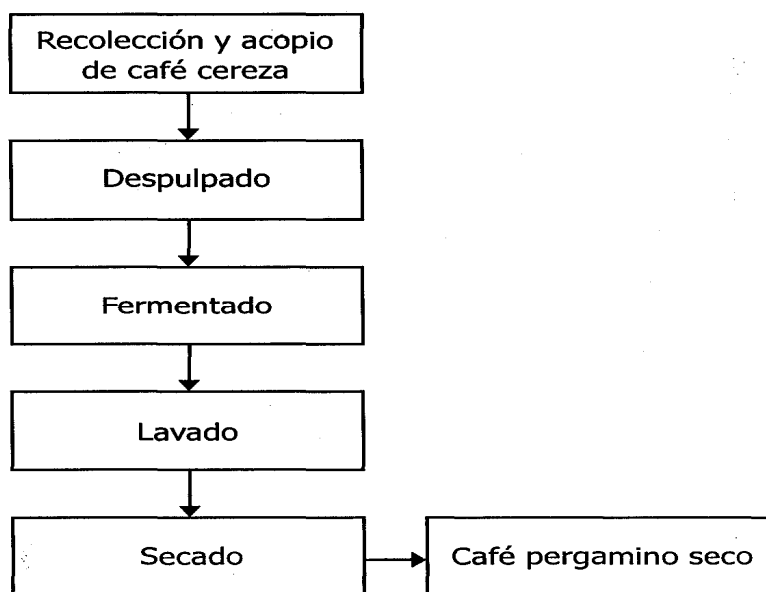 Recolección y acopio
de café cereza
Despulpado
Fermentado
Lavado
Secado
Café pergamino seco